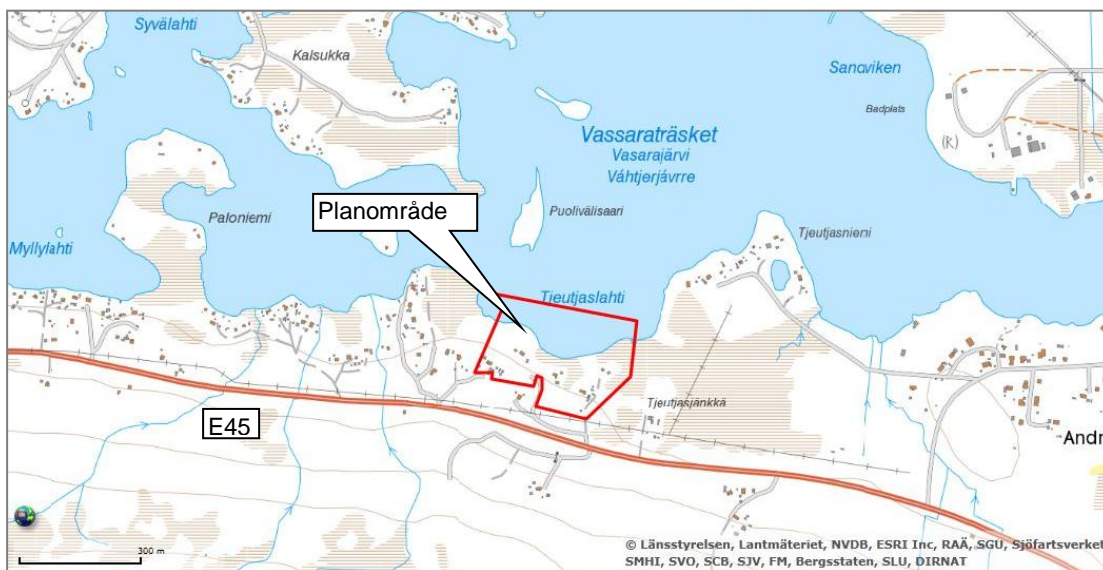 Syvälahti
Kalsukka
Sandviken
Badplats
Vassaraträsket
Vasarajärvi
Váhtjerjávrre
(R)
Planområde
Puolivälisaari
Paloniemi
Tjeutjasniemi
Myllylahti
Tjeutjaslahti
Tjeutjasjänkkä
E45
Andr
300 m
© Länsstyrelsen, Lantmäteriet, NVDB, ESRI Inc, RAÄ, SGU, Sjöfartsverket
SMHI, SVO, SCB, SJV, FM, Bergsstaten, SLU, DIRNAT